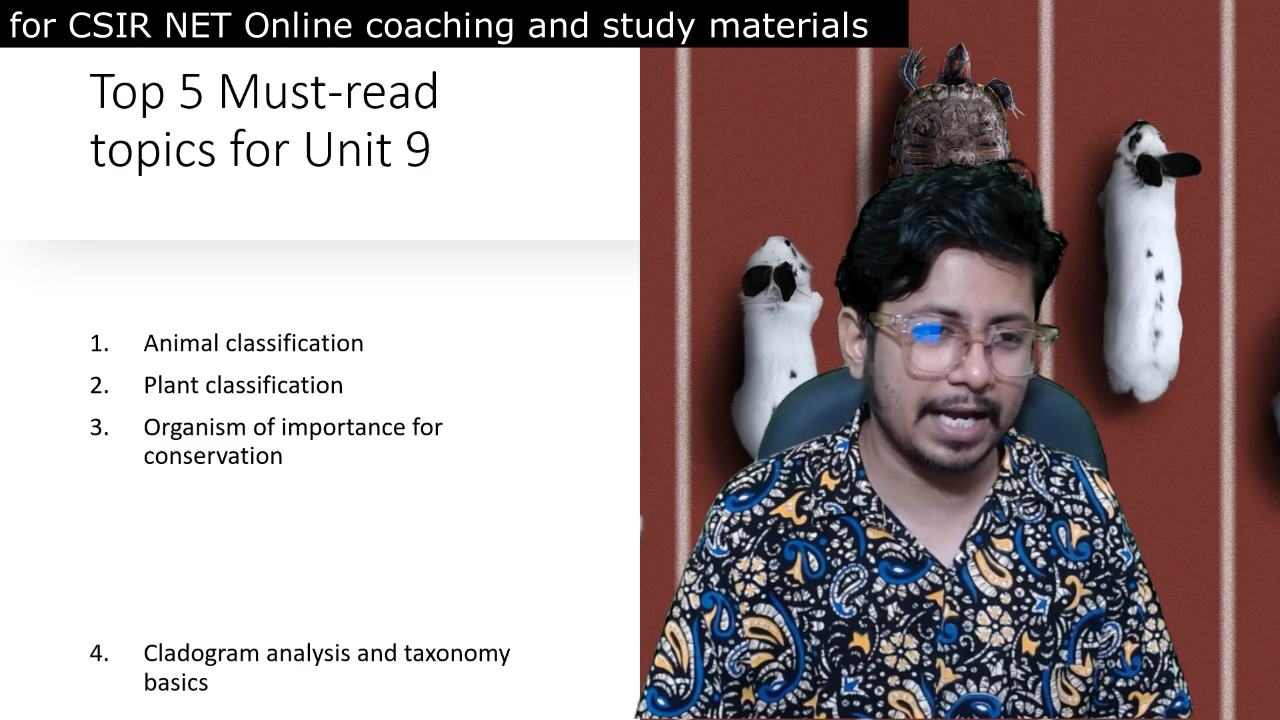 for CSIR NET Online coaching and study materials
Top 5 Must-read
topics for Unit 9
1. Animal classification
2. Plant classification
3. Organism of importance for
conservation
4. Cladogram analysis and taxonomy
basics